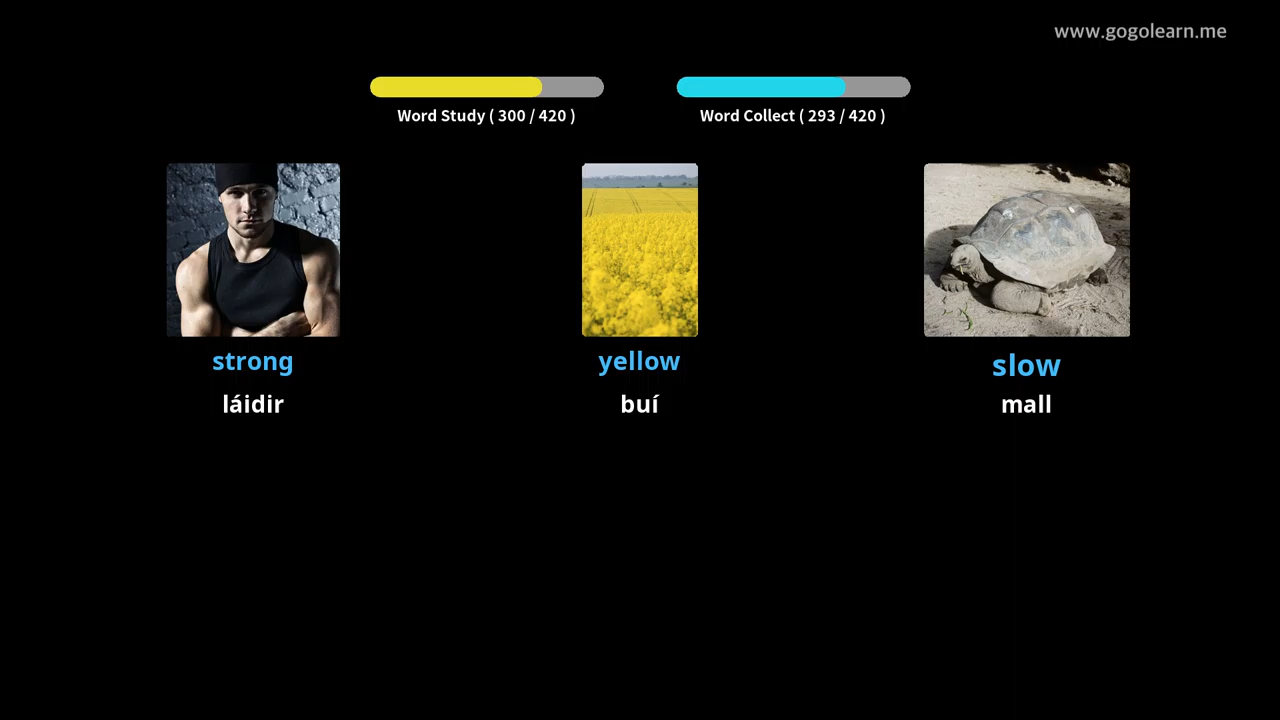 www.gogolearn.me
Word Study ( 300 / 420 )
Word Collect ( 293 / 420 )
strong
yellow
slow
láidir
buí
mall